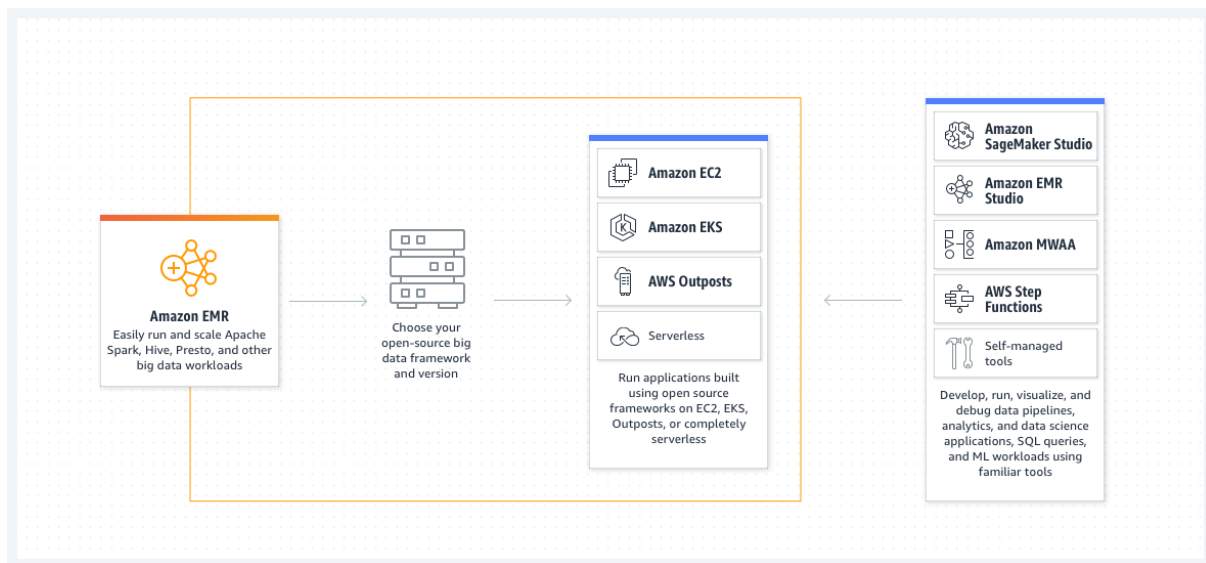 Amazon EMR
Easily run and scale Apache
Spark, Hive, Presto, and other
big data workloads
Choose your
open-source big
data framework
and version
Amazon EC2
Amazon EKS
AWS Outposts
Serverless
Run applications built
using open source
frameworks on EC2, EKS,
Outposts, or completely
serverless
Amazon
SageMaker Studio
Amazon EMR
Studio
Amazon MWAA
AWS Step
Functions
Self-managed
tools
Develop, run, visualize, and
debug data pipelines,
analytics, and data science
applications, SQL queries,
and ML workloads using
familiar tools